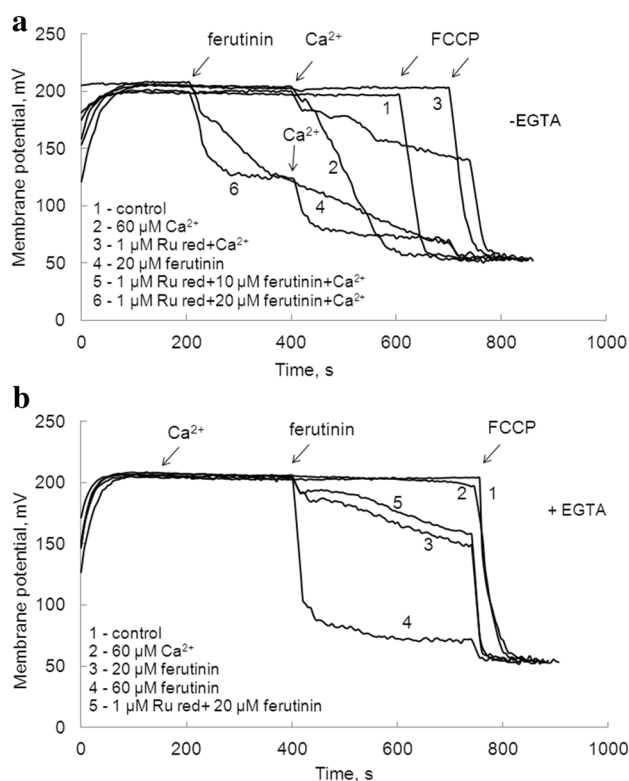 a
250
200
150
100
50
0
Membrane potential, mV
ferutinin
Ca²⁺
FCCP
1
3
-EGTA
Ca²⁺
2
6
4
1 - control
2 - 60 µM Ca²⁺
3 - 1 µM Ru red+Ca²⁺
4 - 20 µM ferutinin
5 - 1 µM Ru red+10 µM ferutinin+Ca²⁺
6 - 1 µM Ru red+20 µM ferutinin+Ca²⁺
0 200 400 600 800 1000
Time, s
b
250
200
150
100
50
0
Membrane potential, mV
Ca²⁺
ferutinin
FCCP
2
1
5
3
+ EGTA
4
1 - control
2 - 60 µM Ca²⁺
3 - 20 µM ferutinin
4 - 60 µM ferutinin
5 - 1 µM Ru red+ 20 µM ferutinin
0 200 400 600 800 1000
Time, s